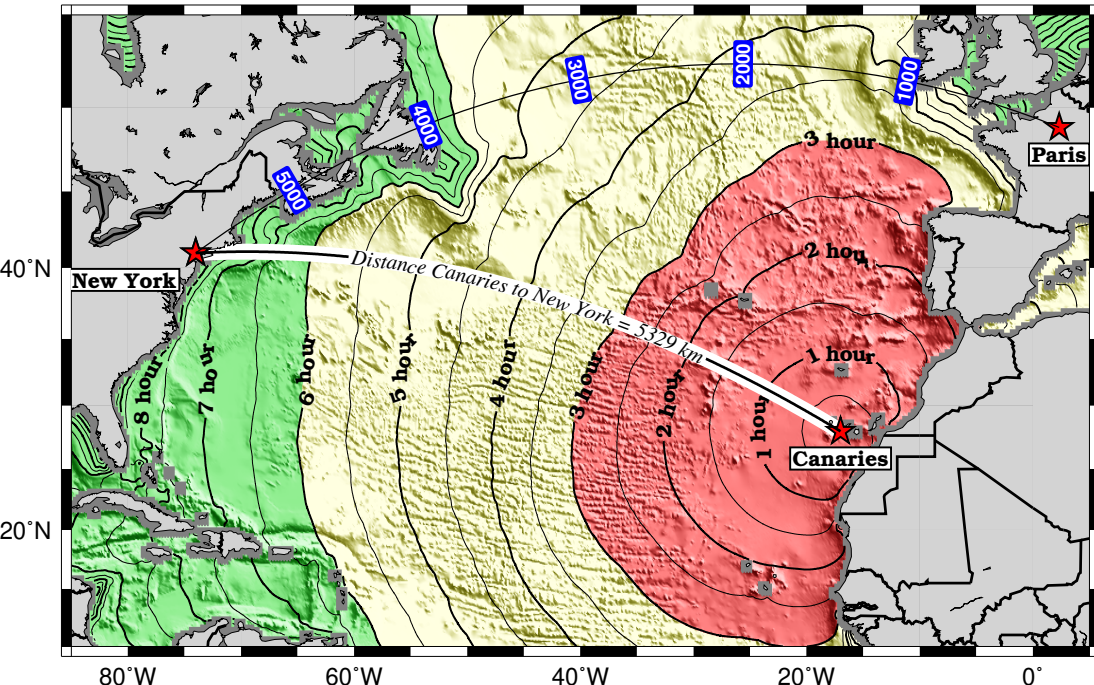 3000
2000
1000
4000
5000
3 hour
Paris
2 hou
40°N
New York
Distance Canaries to New York = 5329 km
1 hour
8 hour
7 hour
6 hour
5 hour
4 hour
3 hour
2 hour
1 hour
Canaries
20°N
80°W
60°W
40°W
20°W
0°